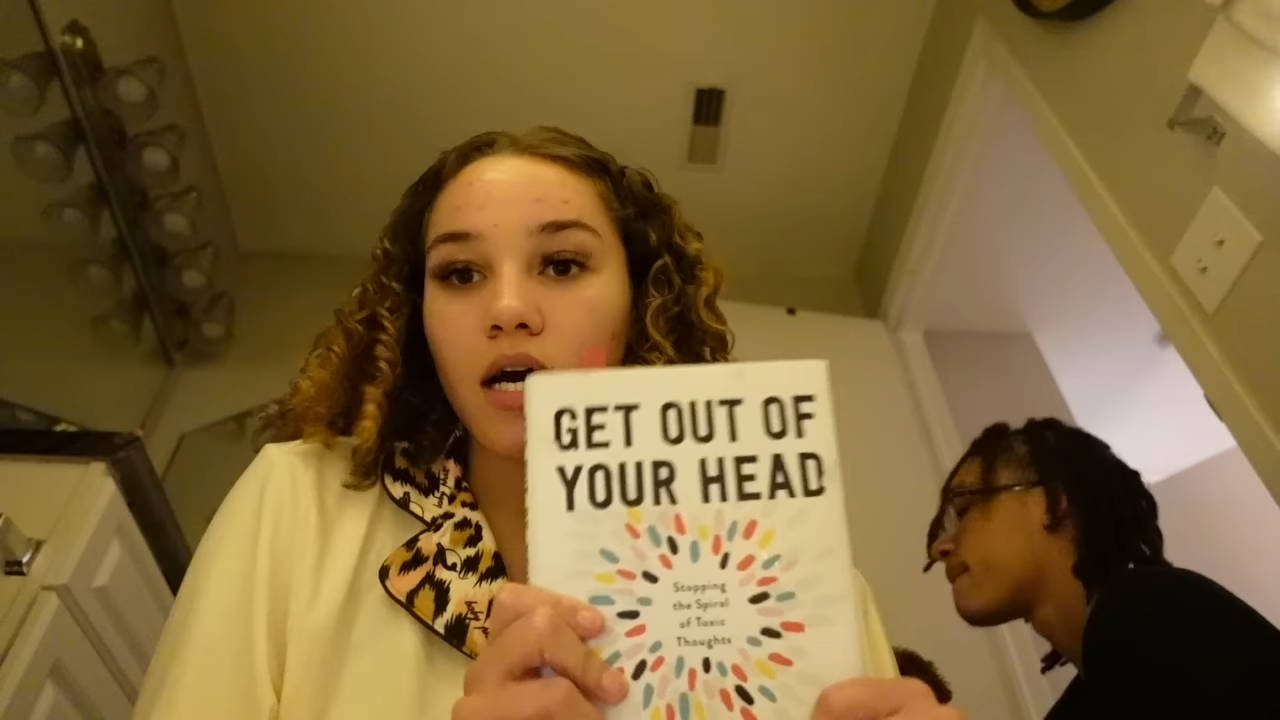 GET OUT OF
YOUR HEAD
Stopping
the Spiral
of Toxic
Thoughts